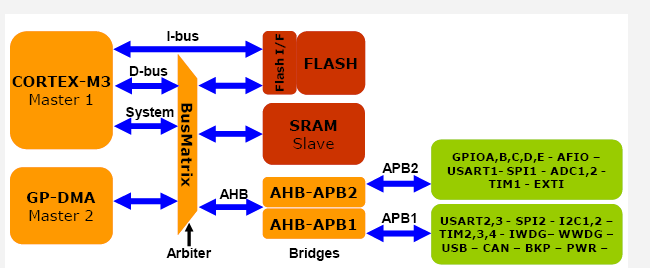 I-bus
CORTEX-M3
Master 1
D-bus
System
BusMatrix
Flash I/F
FLASH
SRAM
Slave
GP-DMA
Master 2
AHB
AHB-APB2
AHB-APB1
APB2
APB1
GPIOA,B,C,D,E - AFIO –
USART1- SPI1 - ADC1,2 -
TIM1 - EXTI
USART2,3 - SPI2 - I2C1,2 –
TIM2,3,4 - IWDG– WWDG –
USB – CAN – BKP – PWR –
Arbiter
Bridges